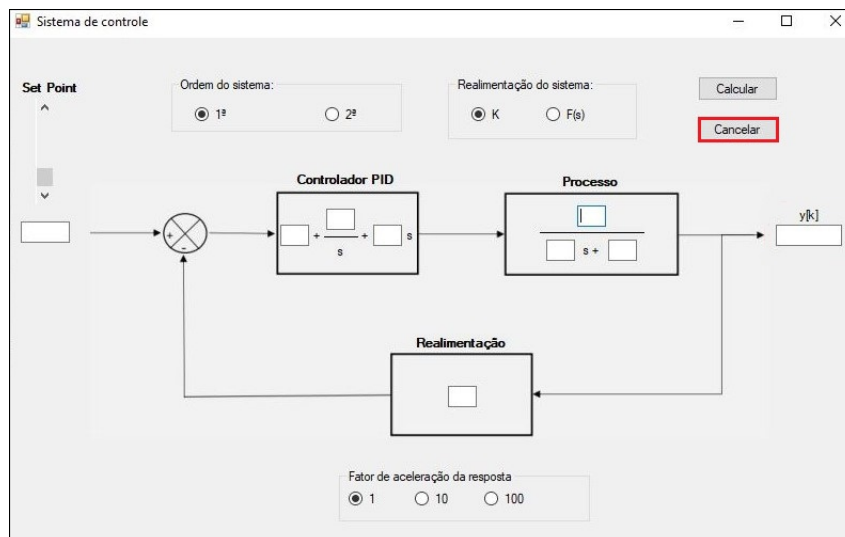 Sistema de controle
Set Point
Ordem do sistema:
1ª
2ª
Realimentação do sistema:
K
F(s)
Calcular
Cancelar
Controlador PID
+
s
+
s
Processo
s +
y[k]
+
-
Realimentação
Fator de aceleração da resposta
1
10
100